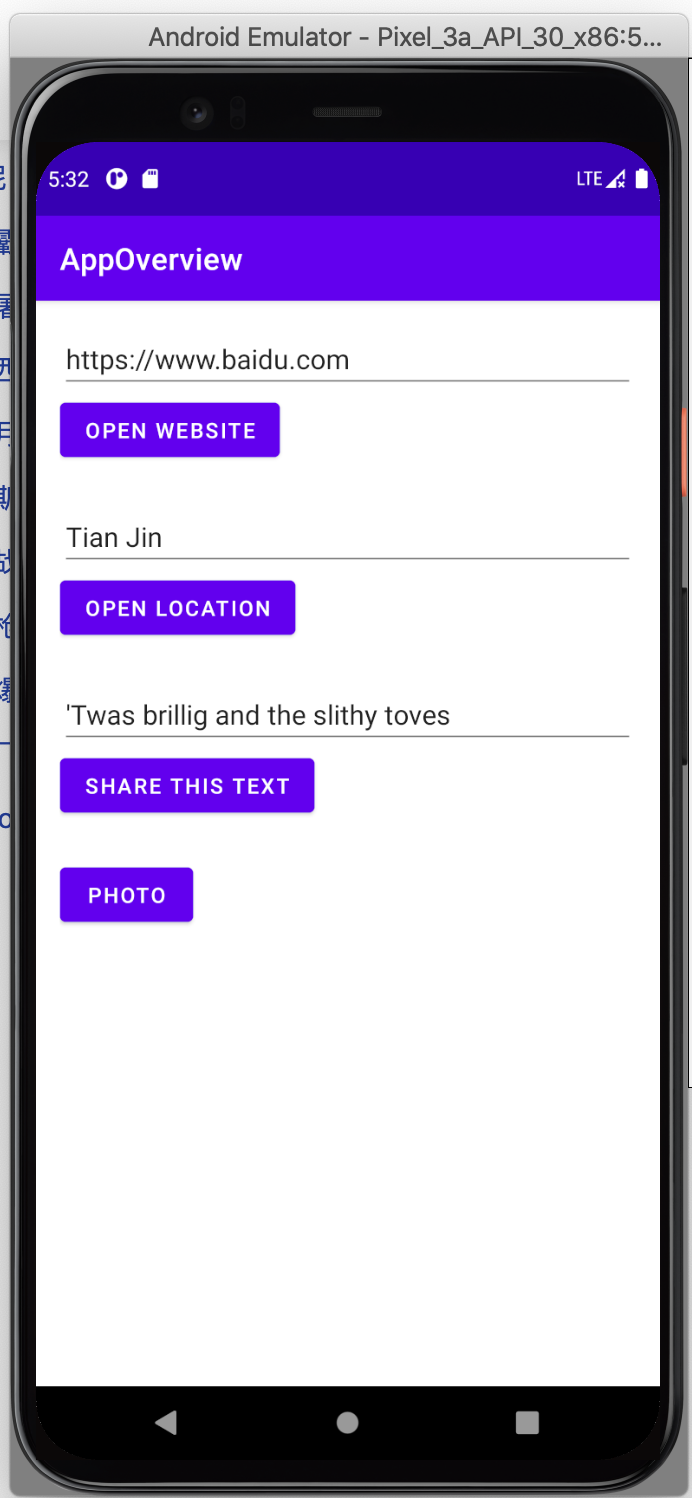 Android Emulator - Pixel_3a_API_30_x86:5...
5:32
LTE
AppOverview
https://www.baidu.com
OPEN WEBSITE
Tian Jin
OPEN LOCATION
'Twas brillig and the slithy toves
SHARE THIS TEXT
PHOTO